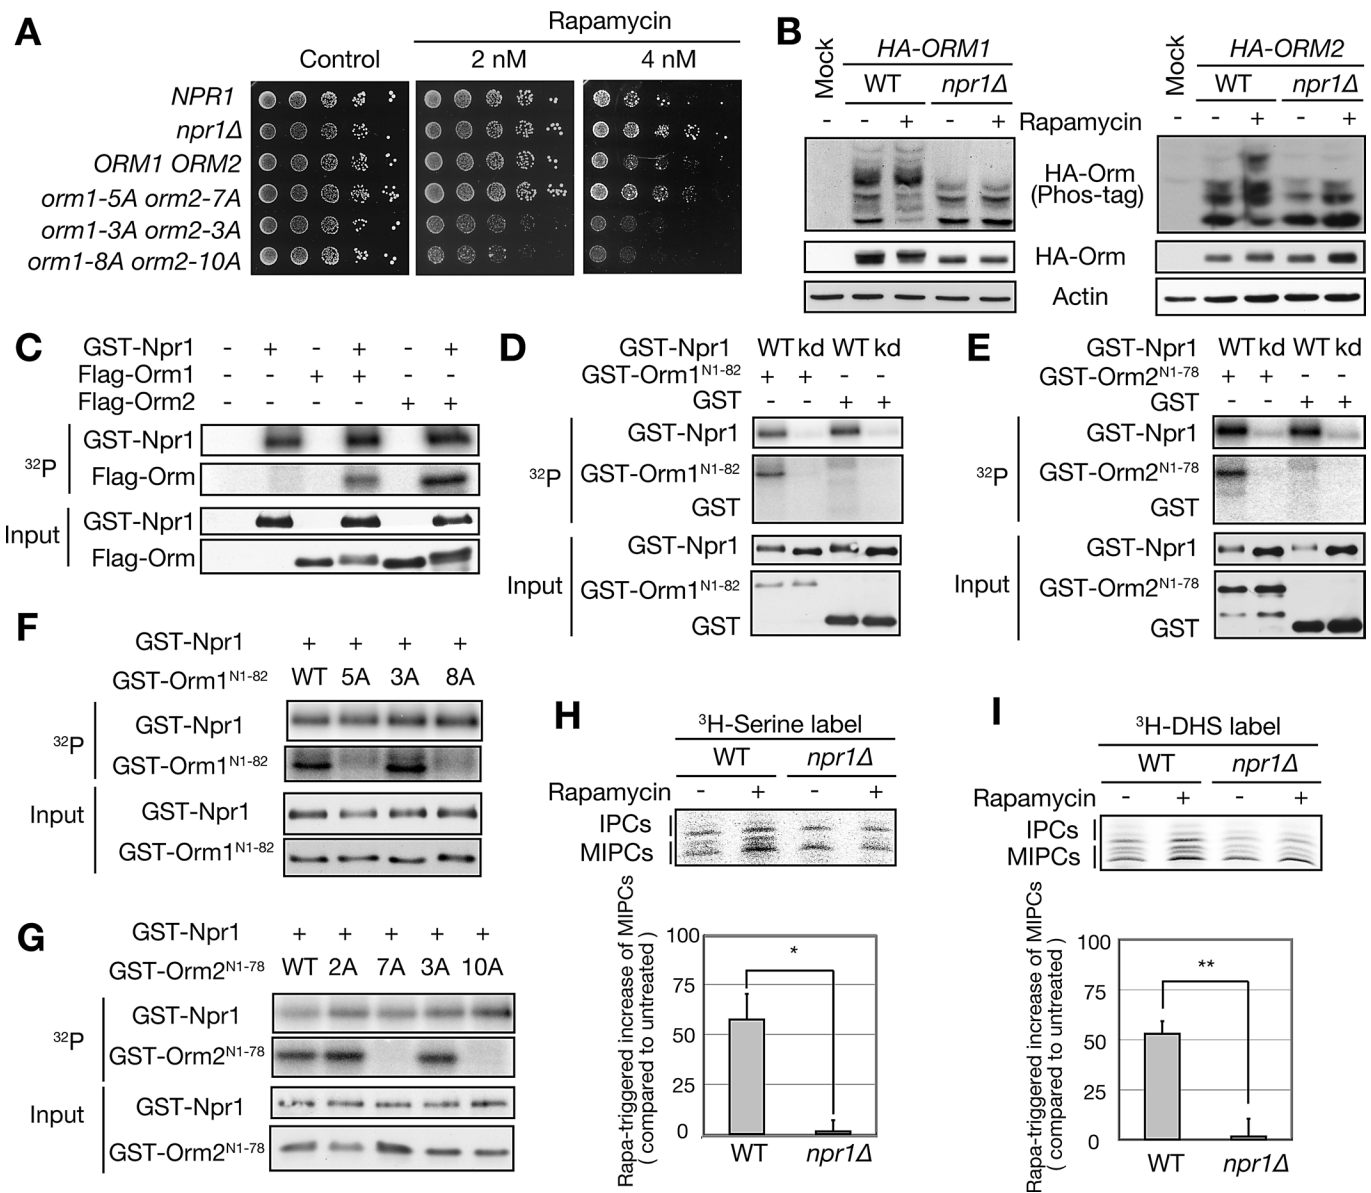 A
Rapamycin
Control 2 nM 4 nM
NPR1
npr1Δ
ORM1 ORM2
orm1-5A orm2-7A
orm1-3A orm2-3A
orm1-8A orm2-10A
B
Mock HA-ORM1 Mock HA-ORM2
WT npr1Δ WT npr1Δ
- - + - + Rapamycin - - + - +
HA-Orm
(Phos-tag)
HA-Orm
Actin
C
GST-Npr1 - + - + - +
Flag-Orm1 - - + + - -
Flag-Orm2 - - - - + +
32P
GST-Npr1
Flag-Orm
Input
GST-Npr1
Flag-Orm
D
GST-Npr1 WT kd WT kd
GST-Orm1N1-82 + + - -
GST - - + +
32P
GST-Npr1
GST-Orm1N1-82
GST
Input
GST-Npr1
GST-Orm1N1-82
GST
E
GST-Npr1 WT kd WT kd
GST-Orm2N1-78 + + - -
GST - - + +
32P
GST-Npr1
GST-Orm2N1-78
GST
Input
GST-Npr1
GST-Orm2N1-78
GST
F
GST-Npr1 + + + +
GST-Orm1N1-82 WT 5A 3A 8A
32P
GST-Npr1
GST-Orm1N1-82
Input
GST-Npr1
GST-Orm1N1-82
G
GST-Npr1 + + + + +
GST-Orm2N1-78 WT 2A 7A 3A 10A
32P
GST-Npr1
GST-Orm2N1-78
Input
GST-Npr1
GST-Orm2N1-78
H
3H-Serine label
WT npr1Δ
Rapamycin - + - +
IPCs
MIPCs
Rapa-triggered increase of MIPCs
( compared to untreated )
100
75
50
25
0
*
WT npr1Δ
I
3H-DHS label
WT npr1Δ
Rapamycin - + - +
IPCs
MIPCs
Rapa-triggered increase of MIPCs
( compared to untreated )
100
75
50
25
0
**
WT npr1Δ